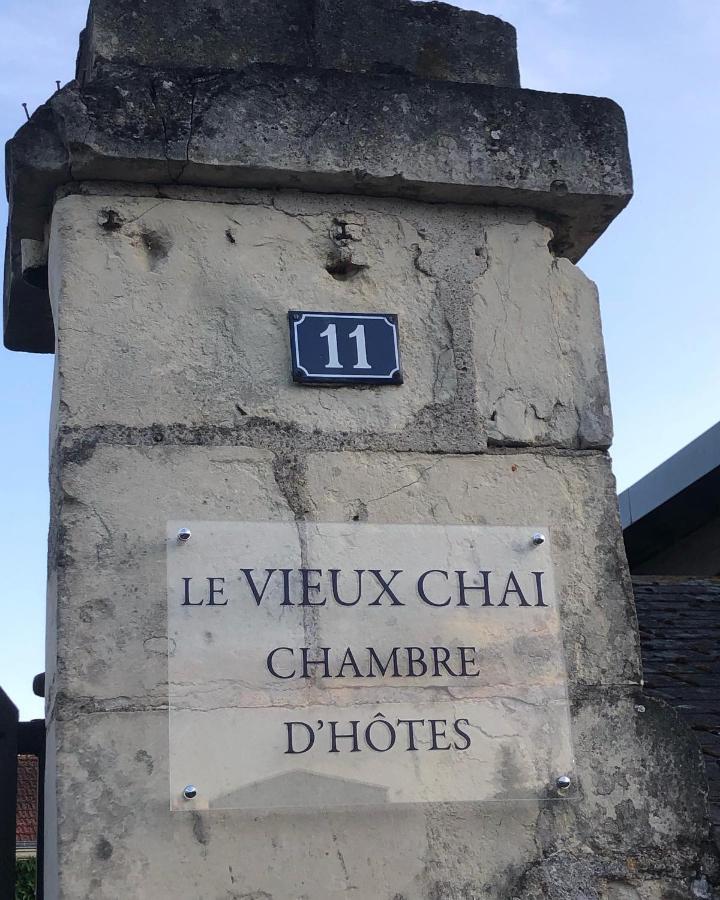 11
LE VIEUX CHAI
CHAMBRE
D'HÔTES